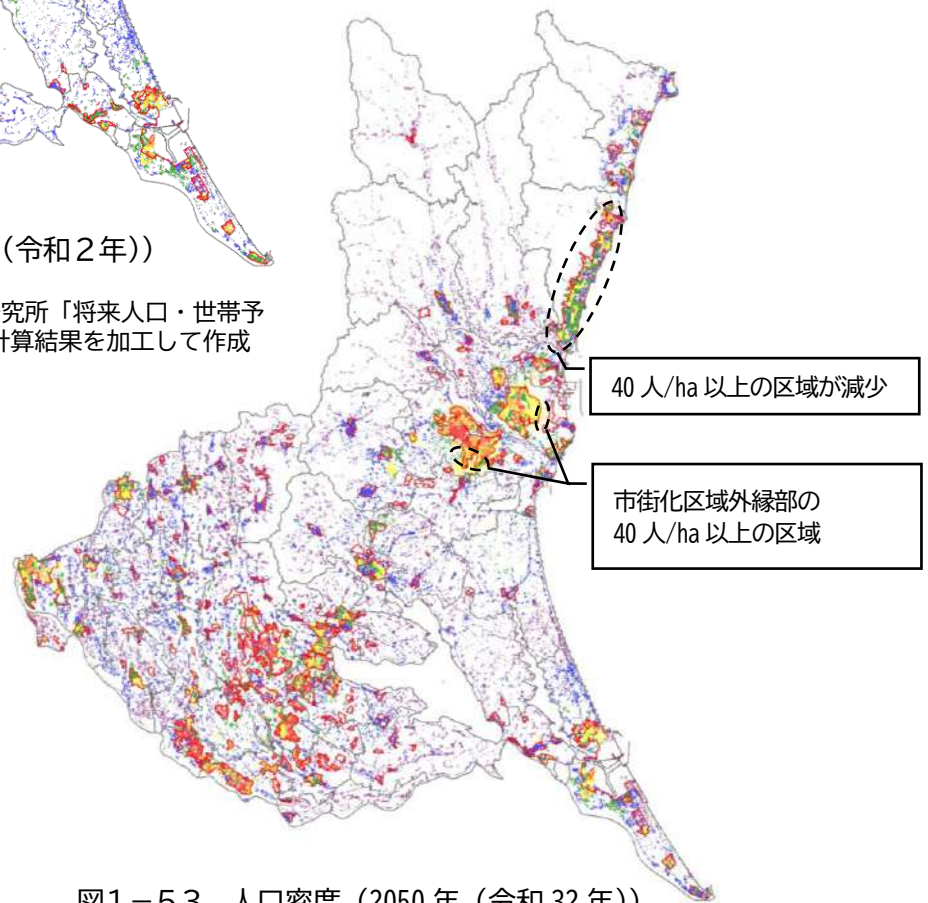 （令和２年））
究所「将来人口・世帯予
計算結果を加工して作成
40 人/ha 以上の区域が減少
市街化区域外縁部の
40 人/ha 以上の区域
図１－５３　人口密度（2050 年（令和 32 年））